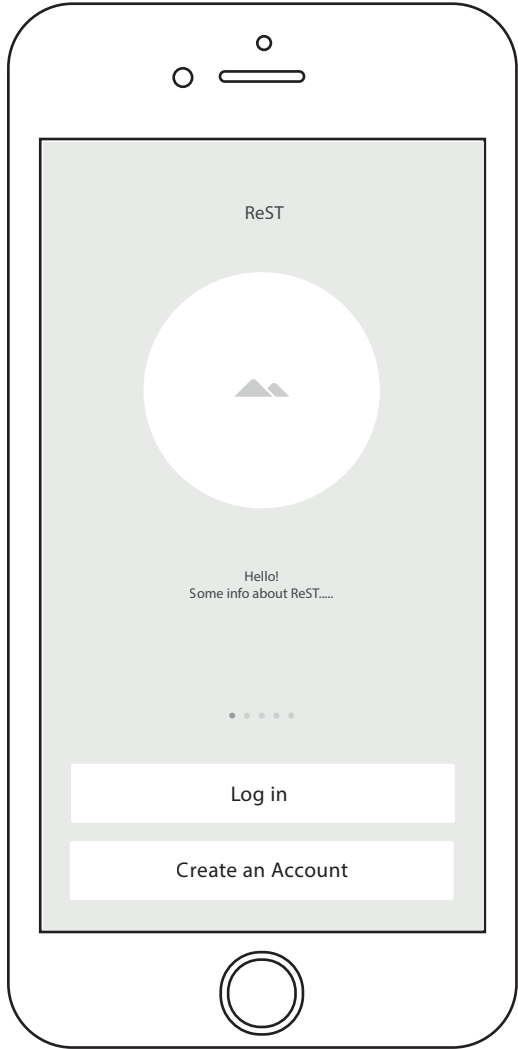 ReST
Hello!
Some info about ReST.....
Log in
Create an Account